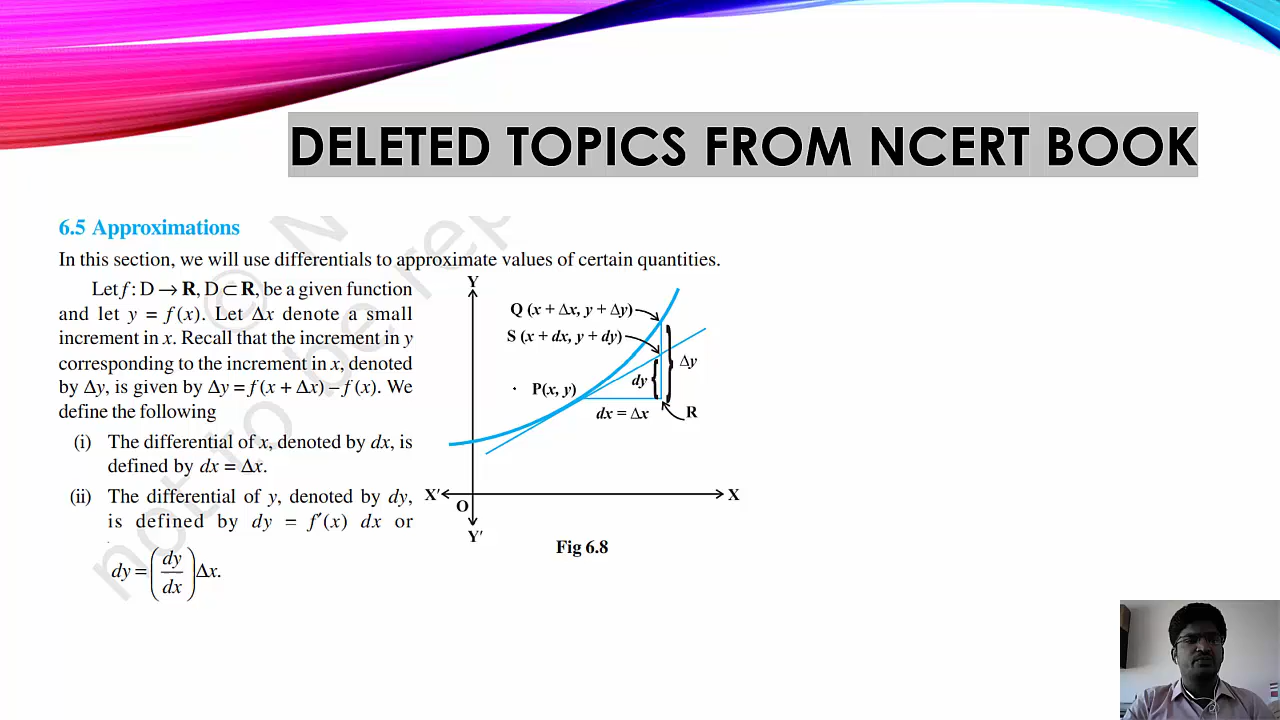 DELETED TOPICS FROM NCERT BOOK
6.5 Approximations
In this section, we will use differentials to approximate values of certain quantities.
Let f : D → R, D ⊂ R, be a given function
and let y = f (x). Let Δx denote a small
increment in x. Recall that the increment in y
corresponding to the increment in x, denoted
by Δy, is given by Δy = f (x + Δx) – f (x). We
define the following
(i) The differential of x, denoted by dx, is
defined by dx = Δx.
(ii) The differential of y, denoted by dy,
is defined by dy = f′(x) dx or
dy = (dy/dx) Δx.
Y
Q (x + Δx, y + Δy)
S (x + dx, y + dy)
Δy
dy
P(x, y)
dx = Δx
R
X′
X
O
Y′
Fig 6.8
© N
not to be rep